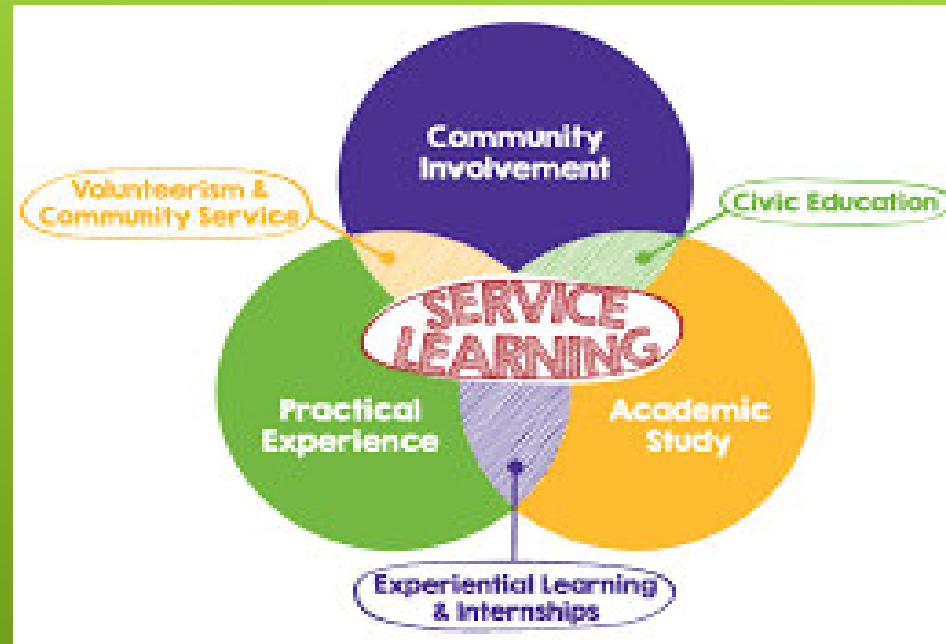 Community
Involvement
Volunteerism &
Community Service
Civic Education
SERVICE
LEARNING
Practical
Experience
Academic
Study
Experiential Learning
& Internships